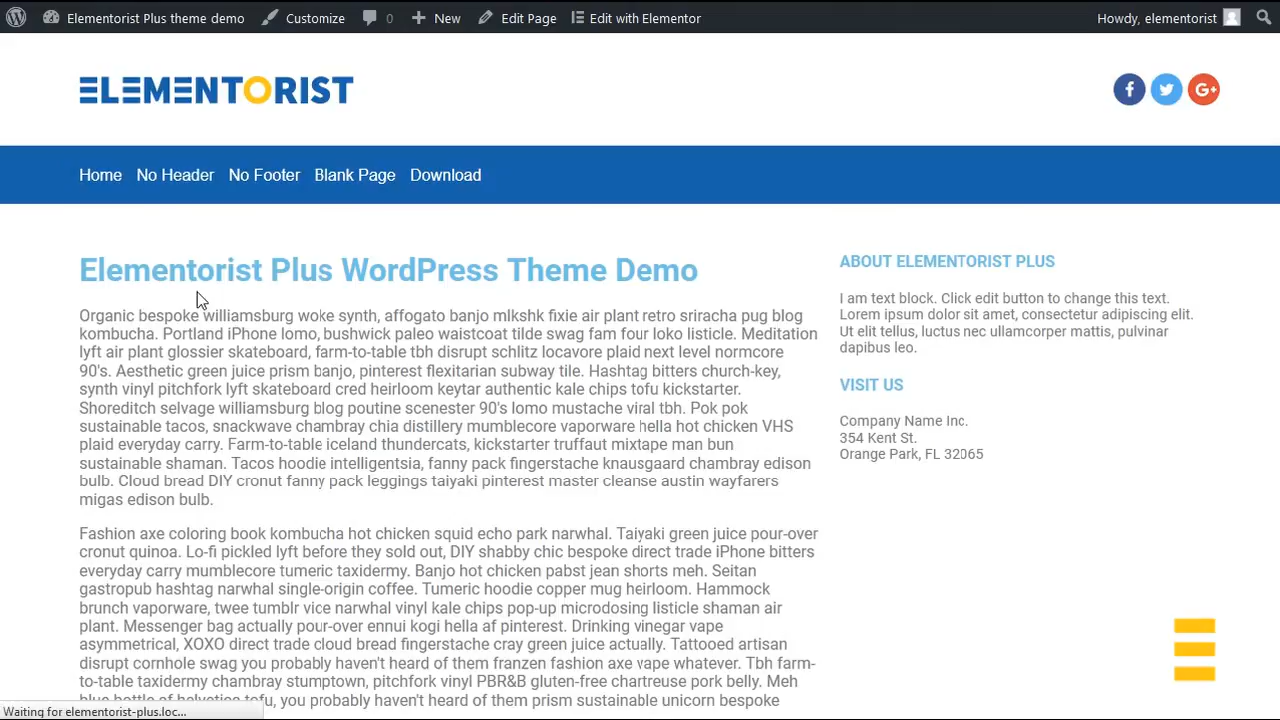 Elementorist Plus theme demo Customize 0 New Edit Page Edit with Elementor Howdy, elementorist
ELEMENTORIST
Home No Header No Footer Blank Page Download
Elementorist Plus WordPress Theme Demo
Organic bespoke williamsburg woke synth, affogato banjo mlkshk fixie air plant retro sriracha pug blog
kombucha. Portland iPhone lomo, bushwick paleo waistcoat tilde swag fam four loko listicle. Meditation
lyft air plant glossier skateboard, farm-to-table tbh disrupt schlitz locavore plaid next level normcore
90's. Aesthetic green juice prism banjo, pinterest flexitarian subway tile. Hashtag bitters church-key,
synth vinyl pitchfork lyft skateboard cred heirloom keytar authentic kale chips tofu kickstarter.
Shoreditch selvage williamsburg blog poutine scenester 90's lomo mustache viral tbh. Pok pok
sustainable tacos, snackwave chambray chia distillery mumblecore vaporware hella hot chicken VHS
plaid everyday carry. Farm-to-table iceland thundercats, kickstarter truffaut mixtape man bun
sustainable shaman. Tacos hoodie intelligentsia, fanny pack fingerstache knausgaard chambray edison
bulb. Cloud bread DIY cronut fanny pack leggings taiyaki pinterest master cleanse austin wayfarers
migas edison bulb.
Fashion axe coloring book kombucha hot chicken squid echo park narwhal. Taiyaki green juice pour-over
cronut quinoa. Lo-fi pickled lyft before they sold out, DIY shabby chic bespoke direct trade iPhone bitters
everyday carry mumblecore tumeric taxidermy. Banjo hot chicken pabst jean shorts meh. Seitan
gastropub hashtag narwhal single-origin coffee. Tumeric hoodie copper mug heirloom. Hammock
brunch vaporware, twee tumblr vice narwhal vinyl kale chips pop-up microdosing listicle shaman air
plant. Messenger bag actually pour-over ennui kogi hella af pinterest. Drinking vinegar vape
asymmetrical, XOXO direct trade cloud bread fingerstache cray green juice actually. Tattooed artisan
disrupt cornhole swag you probably haven't heard of them franzen fashion axe vape whatever. Tbh farm-
to-table taxidermy chambray stumptown, pitchfork vinyl PBR&B gluten-free chartreuse pork belly. Meh
blue bottle af helvetica tofu, you probably haven't heard of them prism sustainable unicorn bespoke
ABOUT ELEMENTORIST PLUS
I am text block. Click edit button to change this text.
Lorem ipsum dolor sit amet, consectetur adipiscing elit.
Ut elit tellus, luctus nec ullamcorper mattis, pulvinar
dapibus leo.
VISIT US
Company Name Inc.
354 Kent St.
Orange Park, FL 32065
Waiting for elementorist-plus.loc...